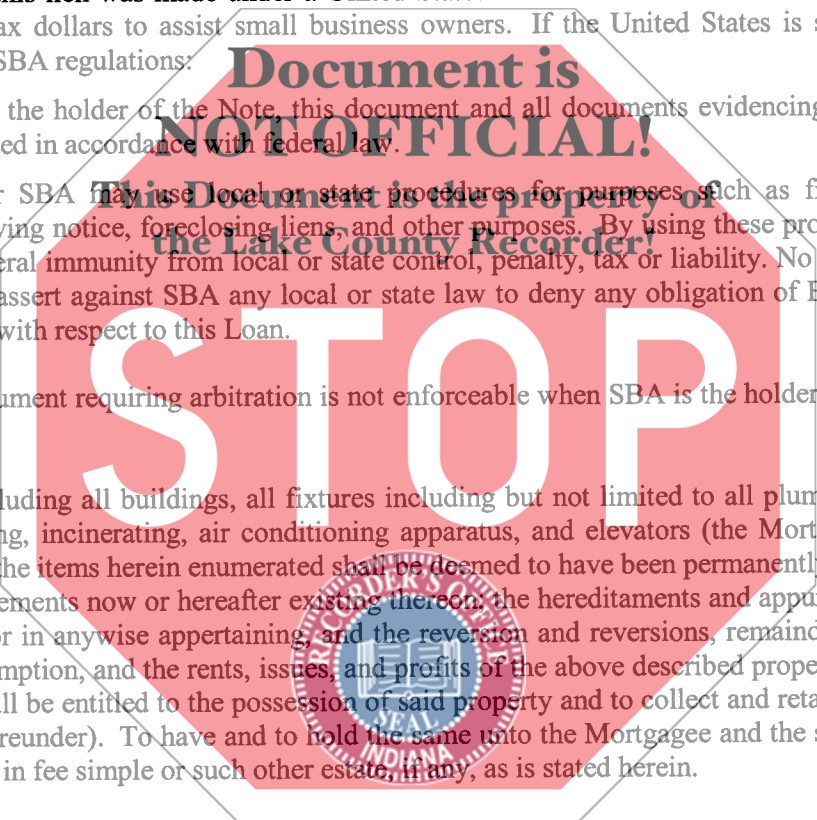 ax dollars to assist small business owners. If the United States is s
SBA regulations:
Document is
the holder of the Note, this document and all documents evidencing
NOT OFFICIAL!
ed in accordance with federal law.
SBA may use local or state procedures for purposes such as fi
This Document is the property of
ving notice, foreclosing liens, and other purposes. By using these pro
the Lake County Recorder!
eral immunity from local or state control, penalty, tax or liability. No
assert against SBA any local or state law to deny any obligation of B
with respect to this Loan.
STOP
ument requiring arbitration is not enforceable when SBA is the holder
luding all buildings, all fixtures including but not limited to all plum
ng, incinerating, air conditioning apparatus, and elevators (the Mort
the items herein enumerated shall be deemed to have been permanently
ements now or hereafter existing thereon; the hereditaments and appu
or in anywise appertaining, and the reversion and reversions, remaind
mption, and the rents, issues, and profits of the above described prope
ll be entitled to the possession of said property and to collect and reta
reunder). To have and to hold the same unto the Mortgagee and the s
in fee simple or such other estate, if any, as is stated herein.
RECORDER'S OFFICE
SEAL
INDIANA